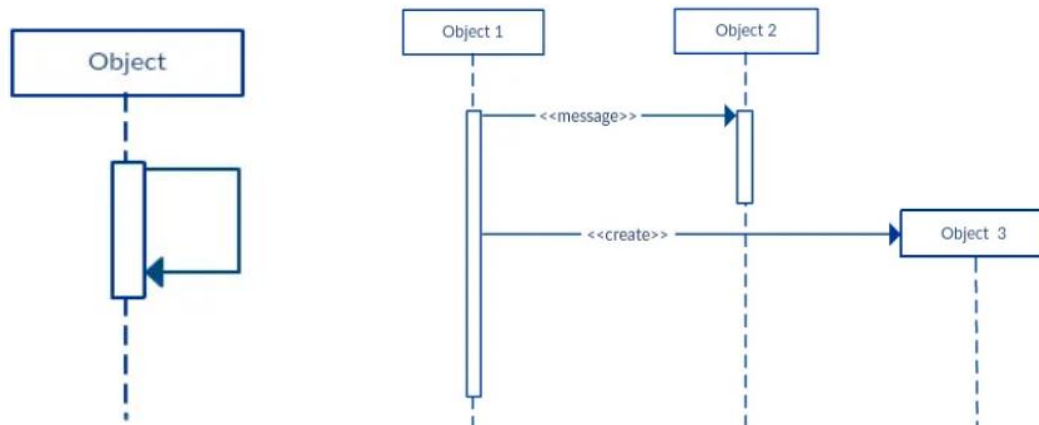 Object
Object 1
Object 2
<<message>>
<<create>>
Object 3